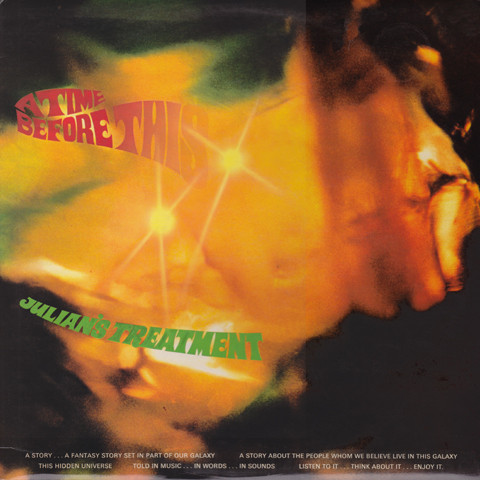 A TIME
BEFORE THIS
JULIAN'S TREATMENT
A STORY . . . A FANTASY STORY SET IN PART OF OUR GALAXY A STORY ABOUT THE PEOPLE WHOM WE BELIEVE LIVE IN THIS GALAXY
THIS HIDDEN UNIVERSE TOLD IN MUSIC . . . IN WORDS . . . IN SOUNDS LISTEN TO IT . . . THINK ABOUT IT . . . ENJOY IT.